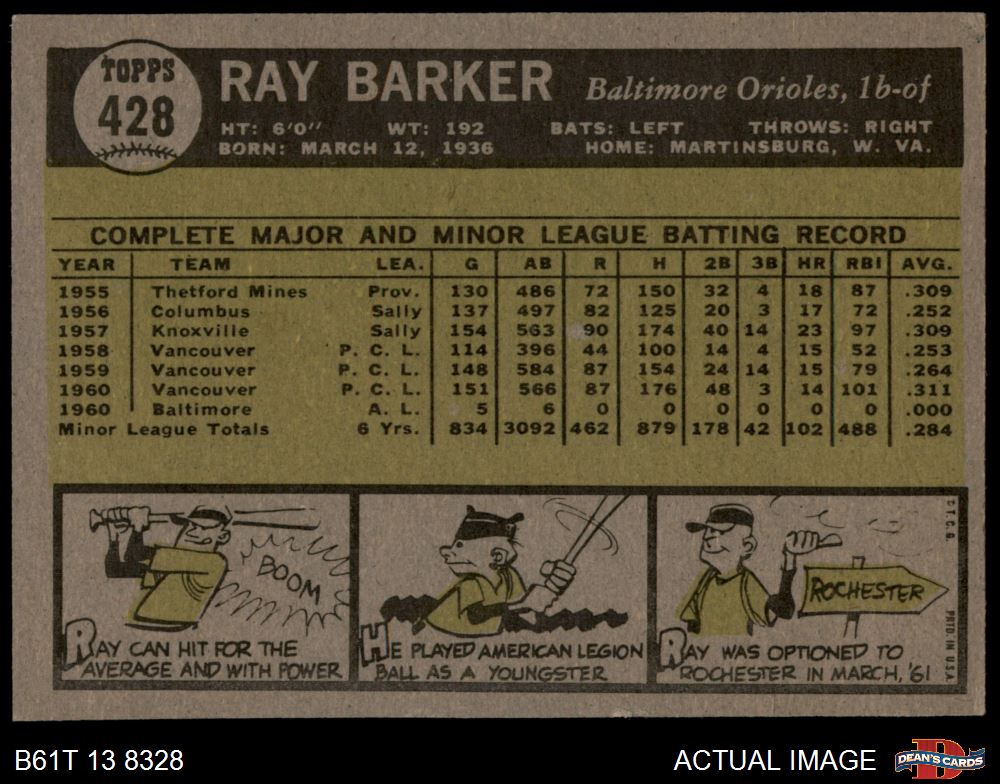 TOPPS
428
RAY BARKER Baltimore Orioles, 1b-of
HT: 6'0" WT: 192 BATS: LEFT THROWS: RIGHT
BORN: MARCH 12, 1936 HOME: MARTINSBURG, W. VA.
COMPLETE MAJOR AND MINOR LEAGUE BATTING RECORD
YEAR TEAM LEA. G AB R H 2B 3B HR RBI AVG.
1955 Thetford Mines Prov. 130 486 72 150 32 4 18 87 .309
1956 Columbus Sally 137 497 82 125 20 3 17 72 .252
1957 Knoxville Sally 154 563 90 174 40 14 23 97 .309
1958 Vancouver P. C. L. 114 396 44 100 14 4 15 52 .253
1959 Vancouver P. C. L. 148 584 87 154 24 14 15 79 .264
1960 Vancouver P. C. L. 151 566 87 176 48 3 14 101 .311
1960 Baltimore A. L. 5 6 0 0 0 0 0 0 .000
Minor League Totals 6 Yrs. 834 3092 462 879 178 42 102 488 .284
BOOM
RAY CAN HIT FOR THE
AVERAGE AND WITH POWER
HE PLAYED AMERICAN LEGION
BALL AS A YOUNGSTER
ROCHESTER
RAY WAS OPTIONED TO
ROCHESTER IN MARCH, '61
©T.C.G.
PRTD. IN U.S.A.
B61T 13 8328
ACTUAL IMAGE
DEAN'S CARDS